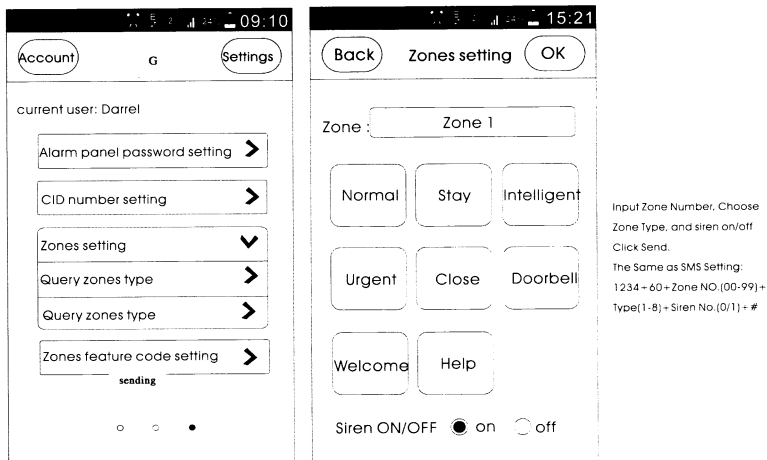 09:10
Account
G
Settings
current user: Darrel
Alarm panel password setting
CID number setting
Zones setting
Query zones type
Query zones type
Zones feature code setting
sending
15:21
Back
Zones setting
OK
Zone :
Zone 1
Normal
Stay
Intelligent
Urgent
Close
Doorbell
Welcome
Help
Siren ON/OFF
on
off
Input Zone Number, Choose
Zone Type, and siren on/off
Click Send.
The Same as SMS Setting:
1234+60+Zone NO.(00-99)+
Type(1-8)+Siren No.(0/1)+#